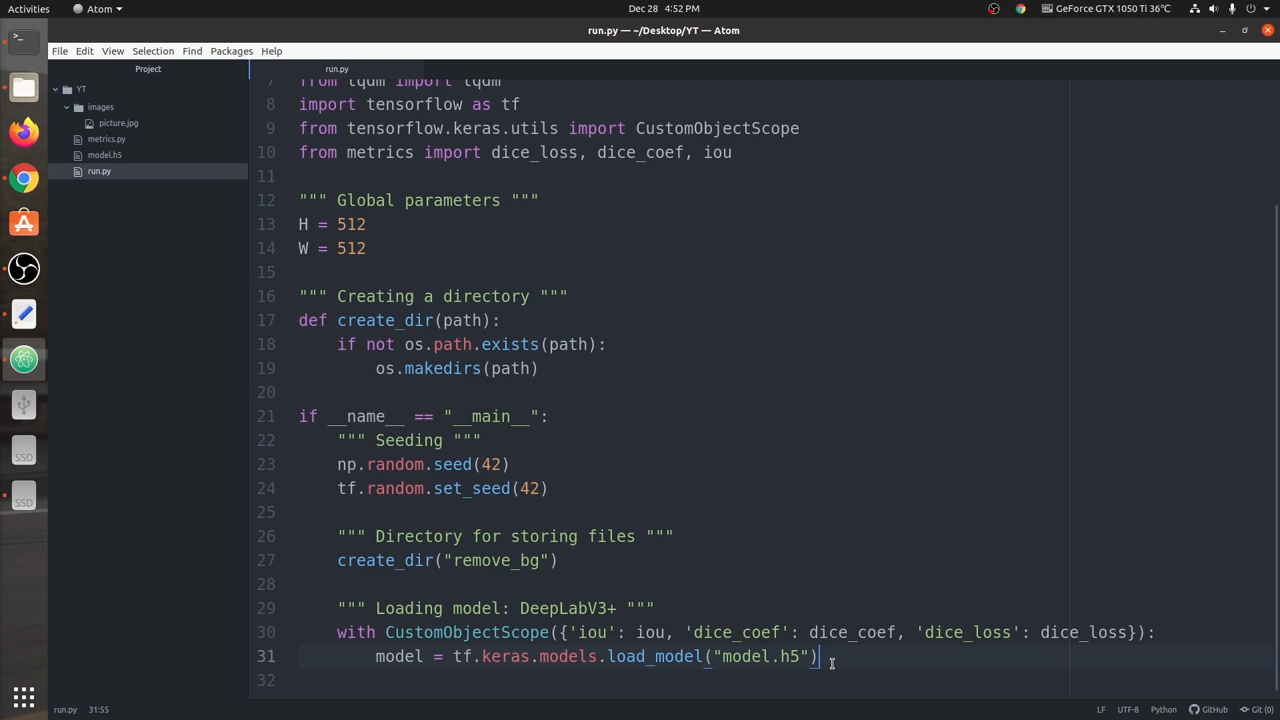 Activities
Atom
Dec 28 4:52 PM
GeForce GTX 1050 Ti 36°C
run.py — ~/Desktop/YT — Atom
File Edit View Selection Find Packages Help
Project
run.py
YT
images
picture.jpg
metrics.py
model.h5
run.py
7 from tqdm import tqdm
8 import tensorflow as tf
9 from tensorflow.keras.utils import CustomObjectScope
10 from metrics import dice_loss, dice_coef, iou
11
12 """ Global parameters """
13 H = 512
14 W = 512
15
16 """ Creating a directory """
17 def create_dir(path):
18 if not os.path.exists(path):
19 os.makedirs(path)
20
21 if __name__ == "__main__":
22 """ Seeding """
23 np.random.seed(42)
24 tf.random.set_seed(42)
25
26 """ Directory for storing files """
27 create_dir("remove_bg")
28
29 """ Loading model: DeepLabV3+ """
30 with CustomObjectScope({'iou': iou, 'dice_coef': dice_coef, 'dice_loss': dice_loss}):
31 model = tf.keras.models.load_model("model.h5")
32
SSD
SSD
run.py 31:55
LF UTF-8 Python GitHub Git (0)